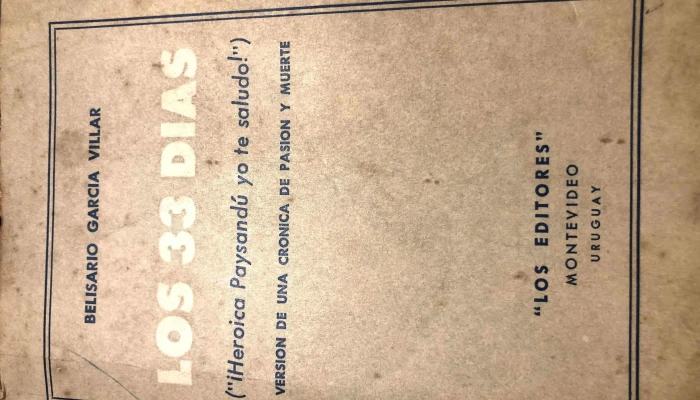 BELISARIO GARCIA VILLAR
LOS 33 DIAS
("¡Heroica Paysandú yo te saludo!")
VERSION DE UNA CRONICA DE PASION Y MUERTE
"LOS EDITORES"
MONTEVIDEO
URUGUAY